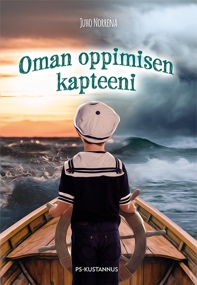 Juho Norrena
Oman oppimisen
kapteeni
PS-KUSTANNUS